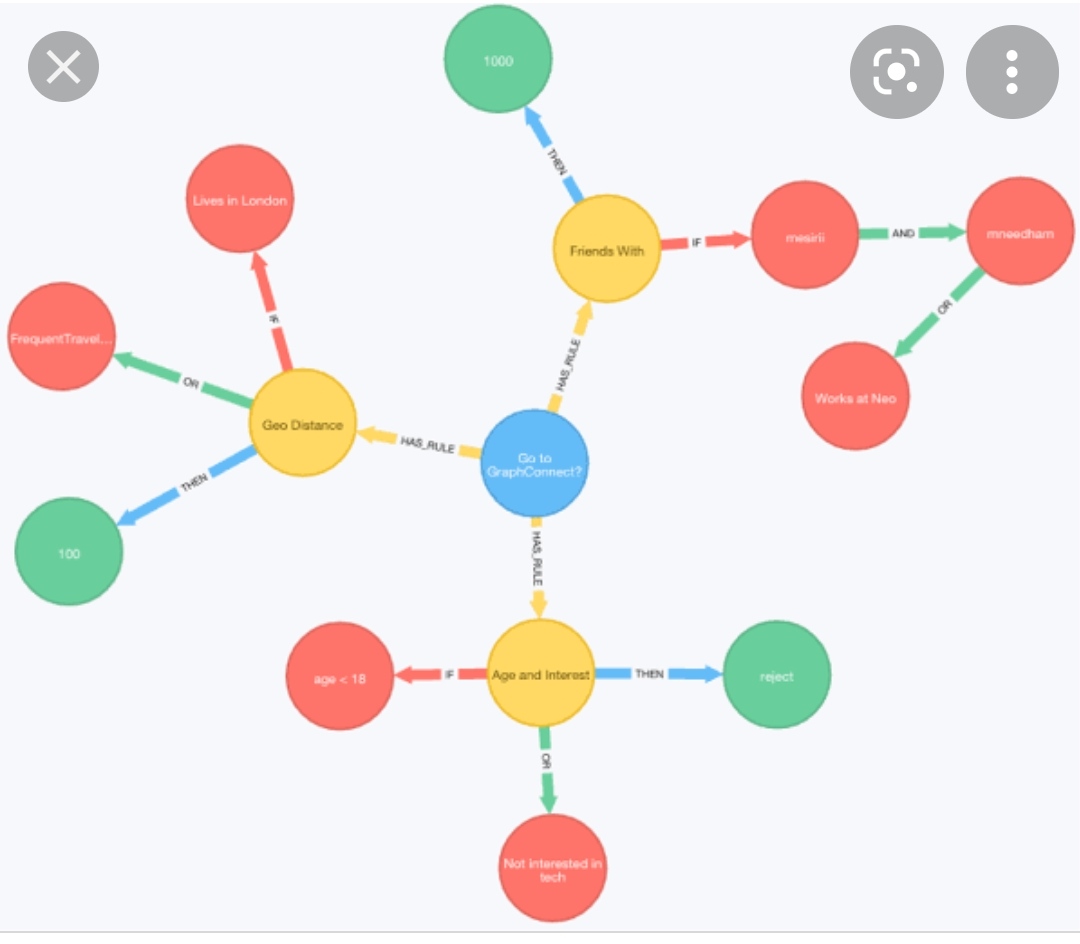 1000
THEN
Lives in London
Friends With
IF
mesirii
AND
mneedham
IF
OR
FrequentTravel...
OR
HAS_RULE
Works at Neo
Geo Distance
HAS_RULE
Go to
GraphConnect?
THEN
100
HAS_RULE
age < 18
IF
Age and Interest
THEN
reject
OR
Not interested in
tech